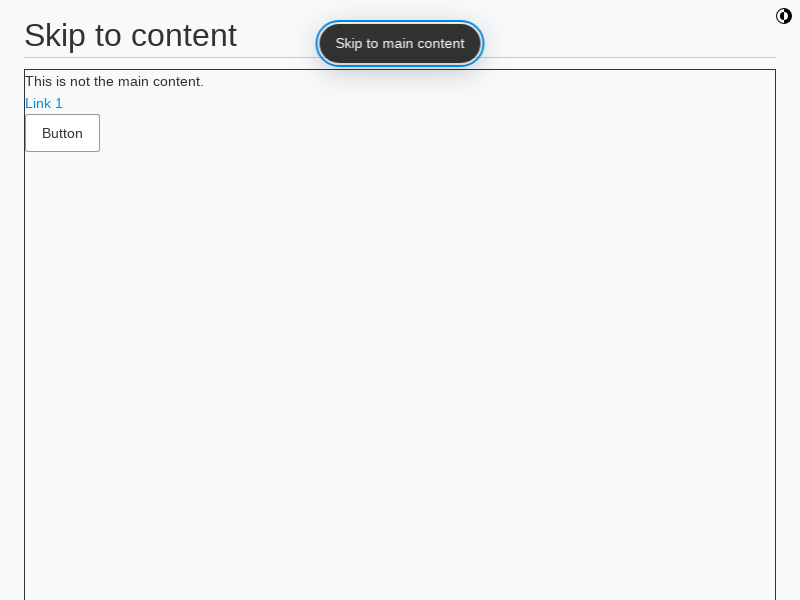 Skip to content
Skip to main content
This is not the main content.
Link 1
Button